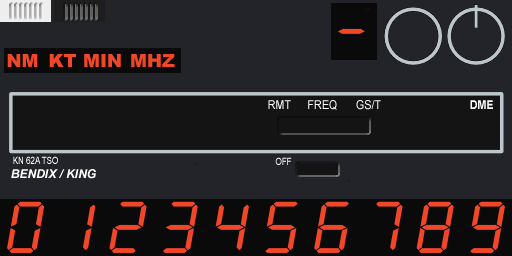 NM KT MIN MHZ
RMT FREQ GS/T DME
KN 62A TSO OFF
BENDIX / KING
0 1 2 3 4 5 6 7 8 9